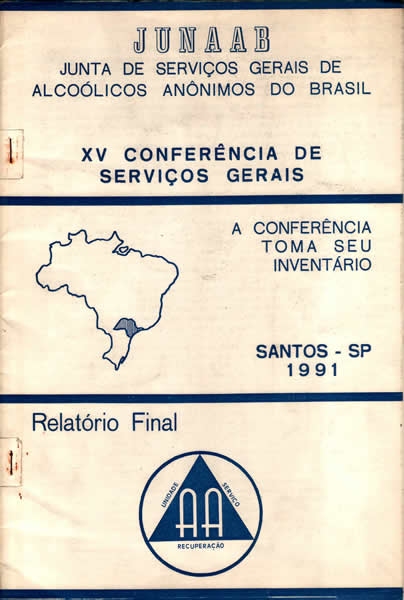 JUNAAB
JUNTA DE SERVIÇOS GERAIS DE
ALCOÓLICOS ANÔNIMOS DO BRASIL
XV CONFERÊNCIA DE
SERVIÇOS GERAIS
A CONFERÊNCIA
TOMA SEU
INVENTÁRIO
SANTOS - SP
1991
Relatório Final
UNIDADE
SERVIÇO
AA
RECUPERAÇÃO